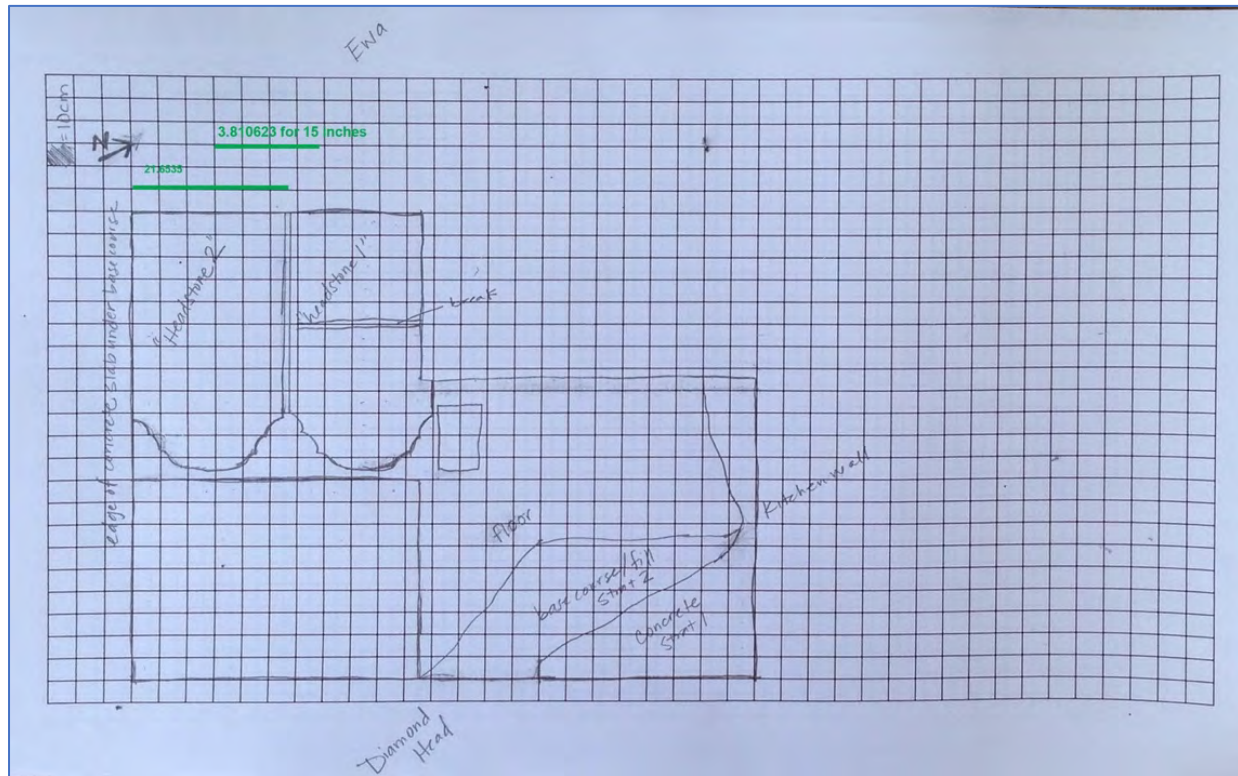 Ewa
=10cm
N
3.810623 for 15 inches
21.6535
edge of concrete slab under base course
"Headstone 2"
"headstone 1"
break
Kitchen wall
floor
base course/fill
strat 2
Concrete
strat 1
Diamond
Head